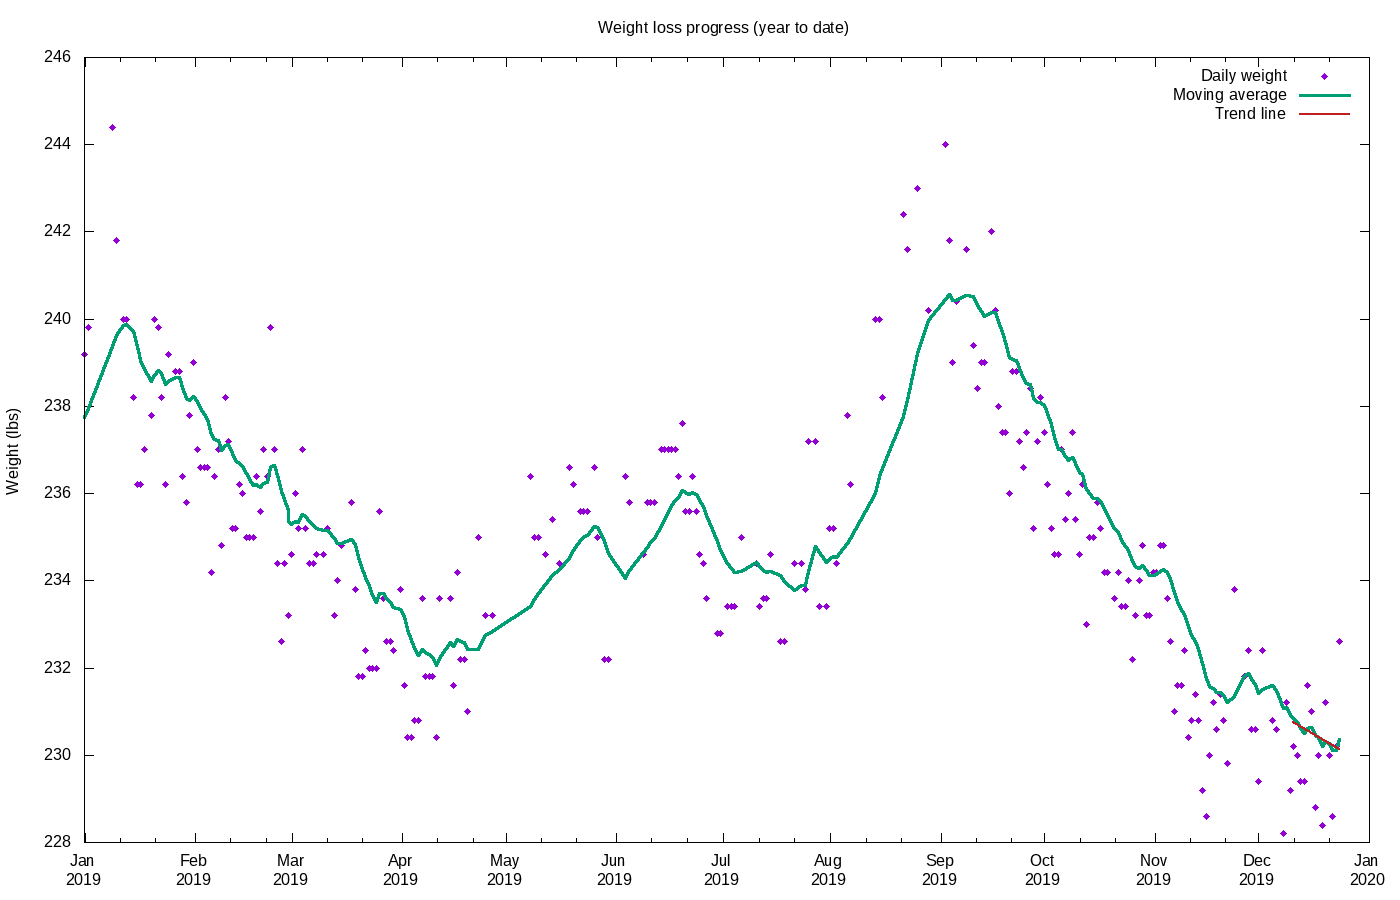 Weight loss progress (year to date)
246
244
242
240
238
236
234
232
230
228
Weight (lbs)
Daily weight
Moving average
Trend line
Jan Feb Mar Apr May Jun Jul Aug Sep Oct Nov Dec Jan
2019 2019 2019 2019 2019 2019 2019 2019 2019 2019 2019 2019 2020